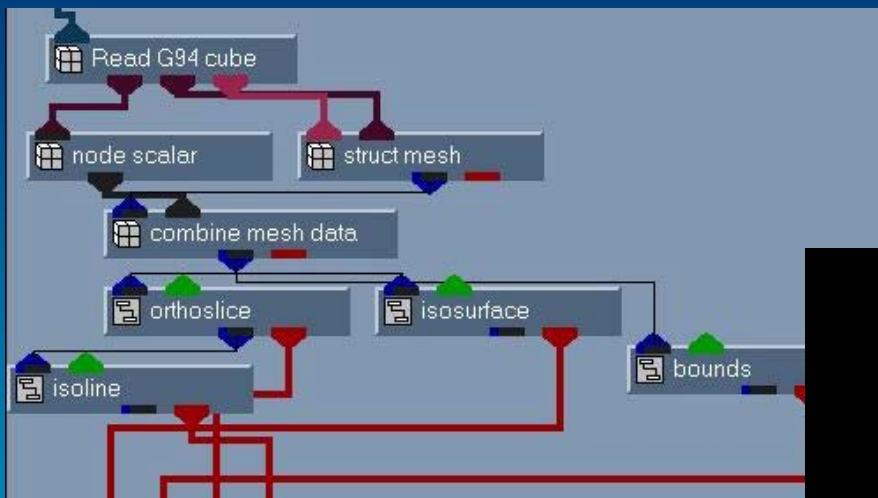 Read G94 cube
node scalar
struct mesh
combine mesh data
orthoslice
isosurface
bounds
isoline